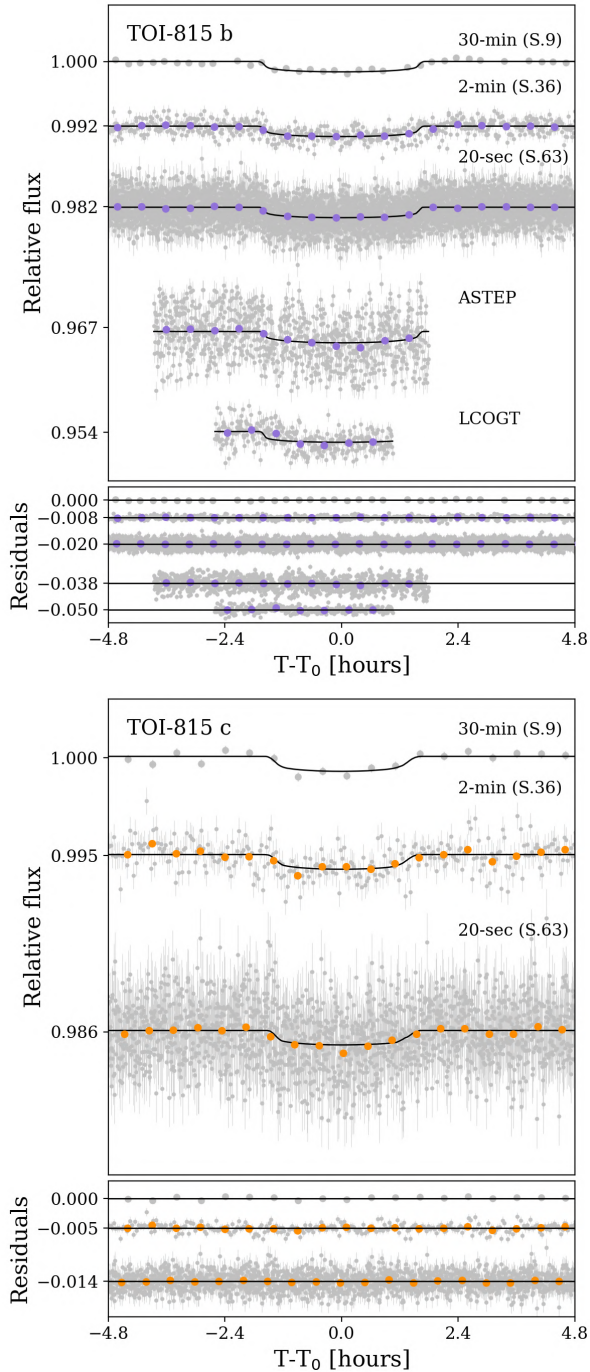 TOI-815 b
30-min (S.9)
1.000
2-min (S.36)
0.992
20-sec (S.63)
0.982
Relative flux
ASTEP
0.967
LCOGT
0.954
0.000
−0.008
−0.020
Residuals
−0.038
−0.050
−4.8 −2.4 0.0 2.4 4.8
T-T0 [hours]
TOI-815 c
30-min (S.9)
1.000
2-min (S.36)
0.995
20-sec (S.63)
Relative flux
0.986
0.000
−0.005
Residuals
−0.014
−4.8 −2.4 0.0 2.4 4.8
T-T0 [hours]